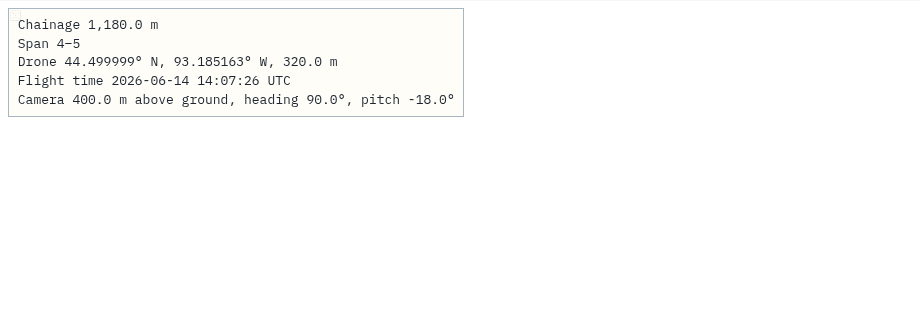 Chainage 1,180.0 m
Span 4–5
Drone 44.499999° N, 93.185163° W, 320.0 m
Flight time 2026-06-14 14:07:26 UTC
Camera 400.0 m above ground, heading 90.0°, pitch -18.0°